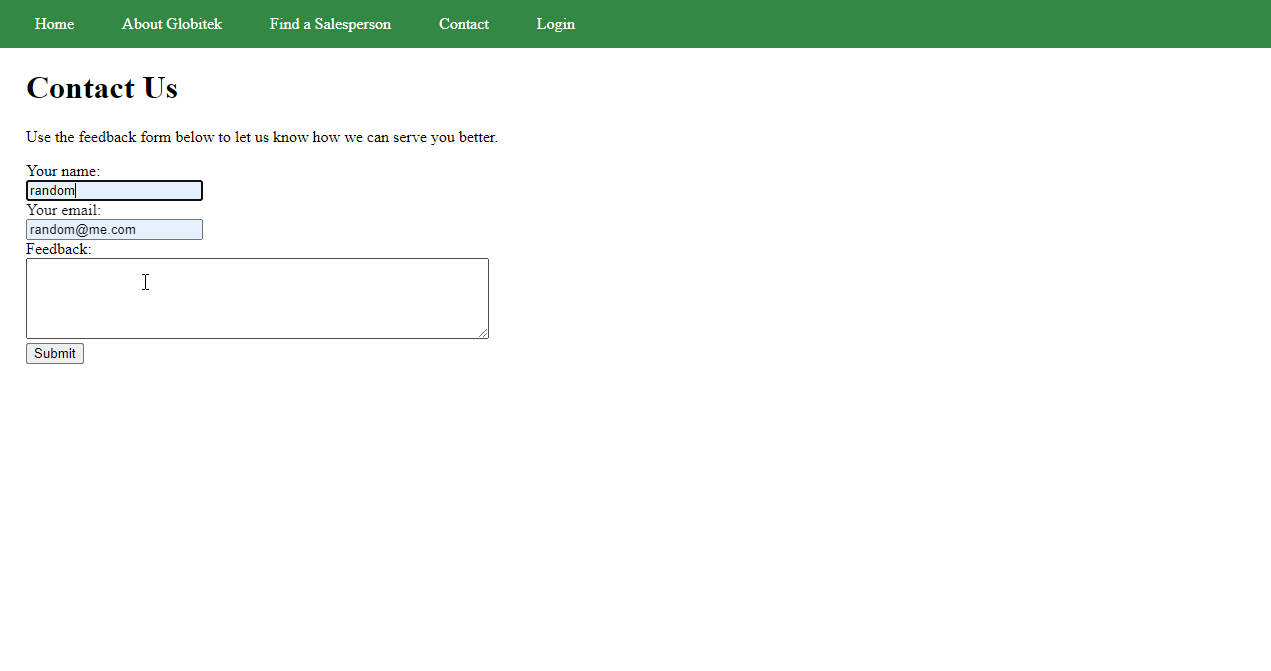 Home About Globitek Find a Salesperson Contact Login
Contact Us
Use the feedback form below to let us know how we can serve you better.
Your name:
random
Your email:
random@me.com
Feedback:
Submit